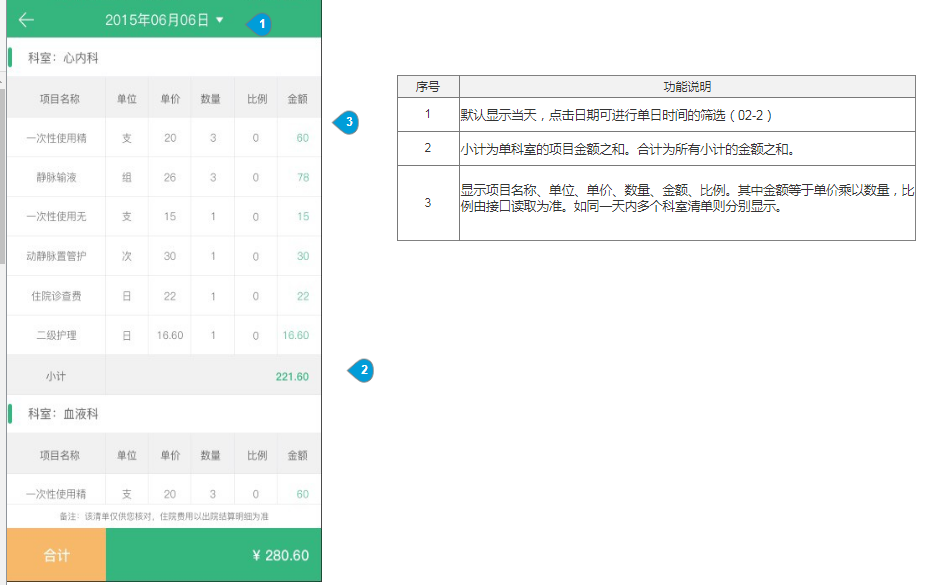 2015年06月06日
1
科室：心内科
项目名称 单位 单价 数量 比例 金额
一次性使用精 支 20 3 0 60
静脉输液 组 26 3 0 78
一次性使用无 支 15 1 0 15
动静脉置管护 次 30 1 0 30
住院诊查费 日 22 1 0 22
二级护理 日 16.60 1 0 16.60
小计 221.60
科室：血液科
项目名称 单位 单价 数量 比例 金额
一次性使用精 支 20 3 0 60
备注：该清单仅供您核对，住院费用以出院结算明细为准
合计 ¥ 280.60
3
2
序号 功能说明
1 默认显示当天，点击日期可进行单日时间的筛选（02-2）
2 小计为单科室的项目金额之和。合计为所有小计的金额之和。
3 显示项目名称、单位、单价、数量、金额、比例。其中金额等于单价乘以数量，比
例由接口读取为准。如同一天内多个科室清单则分别显示。